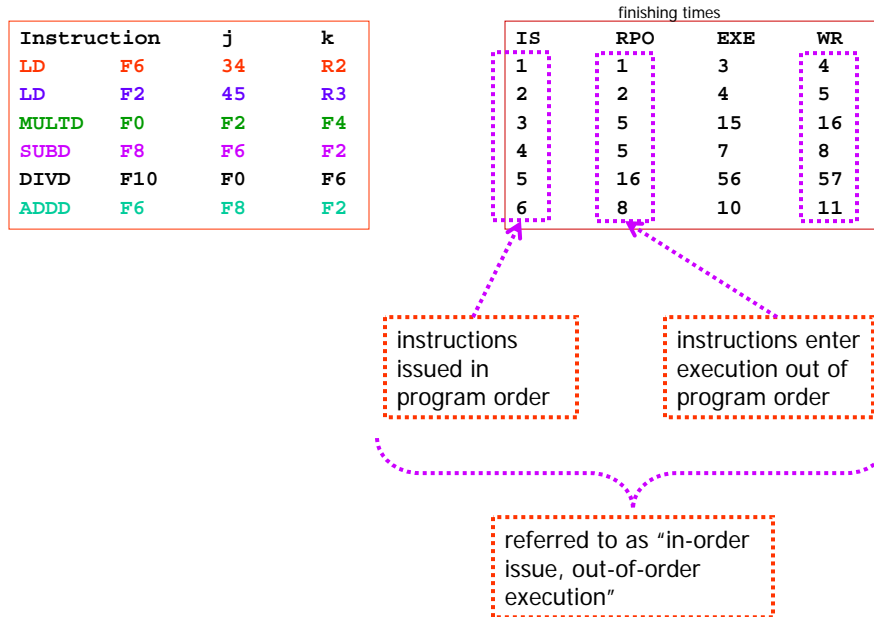 finishing times
Instruction j k IS RPO EXE WR
LD F6 34 R2 1 1 3 4
LD F2 45 R3 2 2 4 5
MULTD F0 F2 F4 3 5 15 16
SUBD F8 F6 F2 4 5 7 8
DIVD F10 F0 F6 5 16 56 57
ADDD F6 F8 F2 6 8 10 11
instructions
issued in
program order
instructions enter
execution out of
program order
referred to as “in-order
issue, out-of-order
execution”